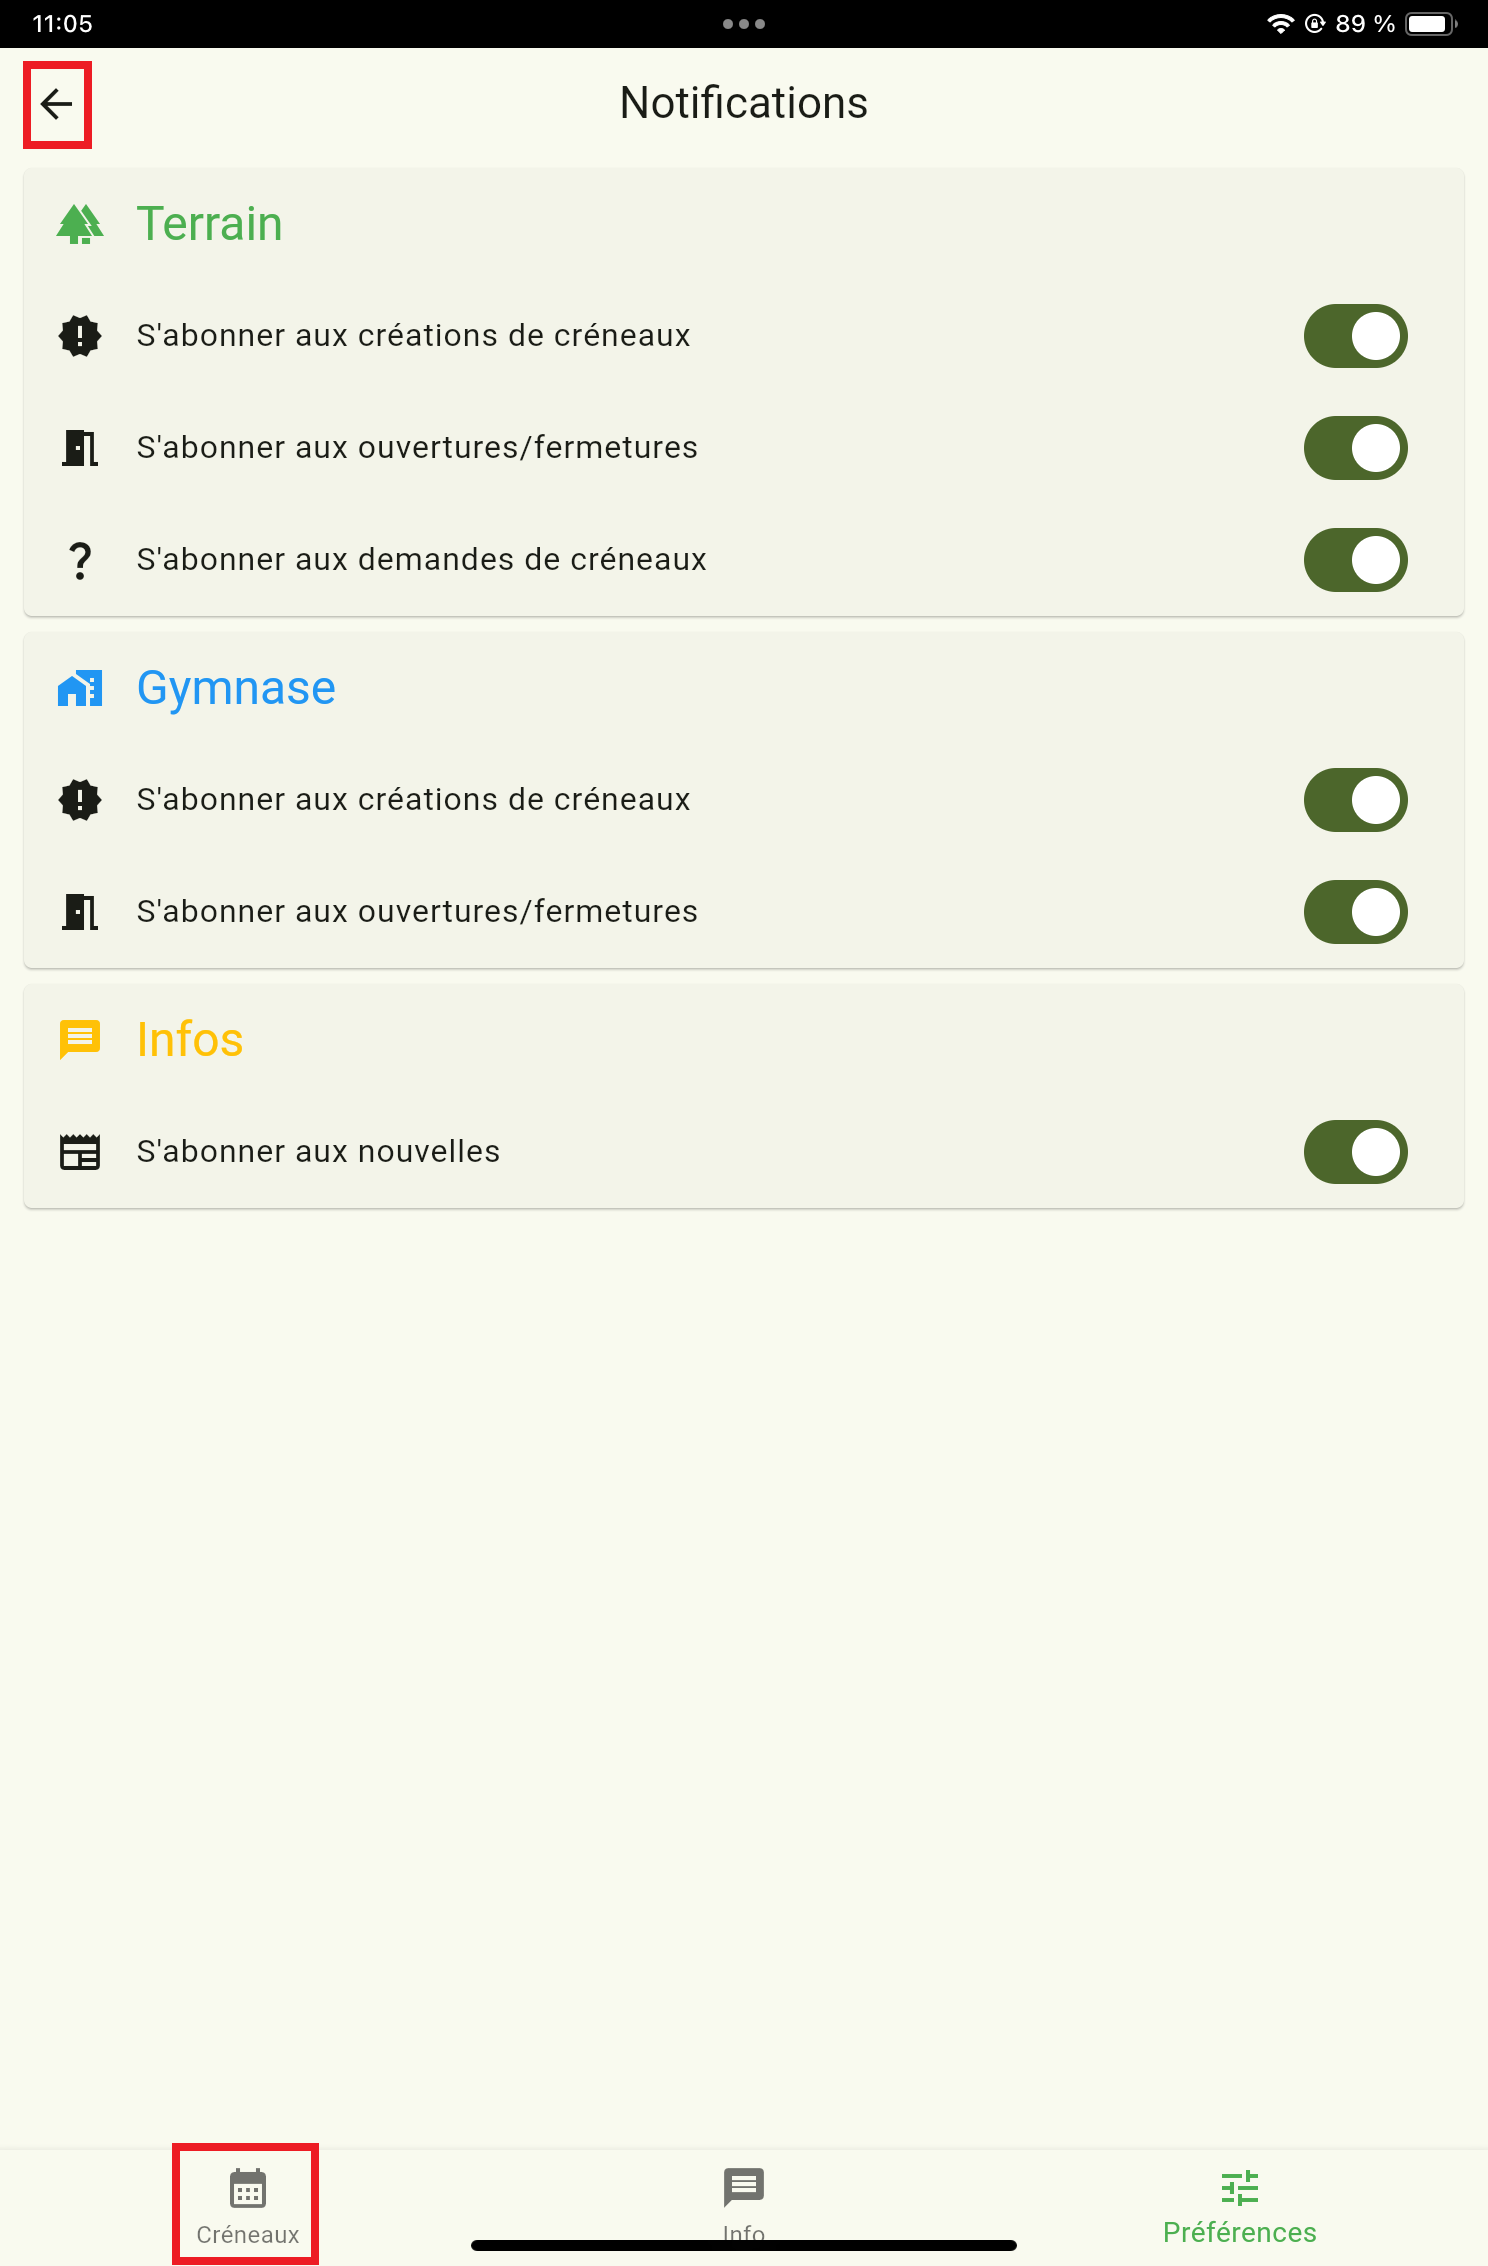 11:05
89 %
Notifications
Terrain
S'abonner aux créations de créneaux
S'abonner aux ouvertures/fermetures
S'abonner aux demandes de créneaux
Gymnase
S'abonner aux créations de créneaux
S'abonner aux ouvertures/fermetures
Infos
S'abonner aux nouvelles
Créneaux
Info
Préférences